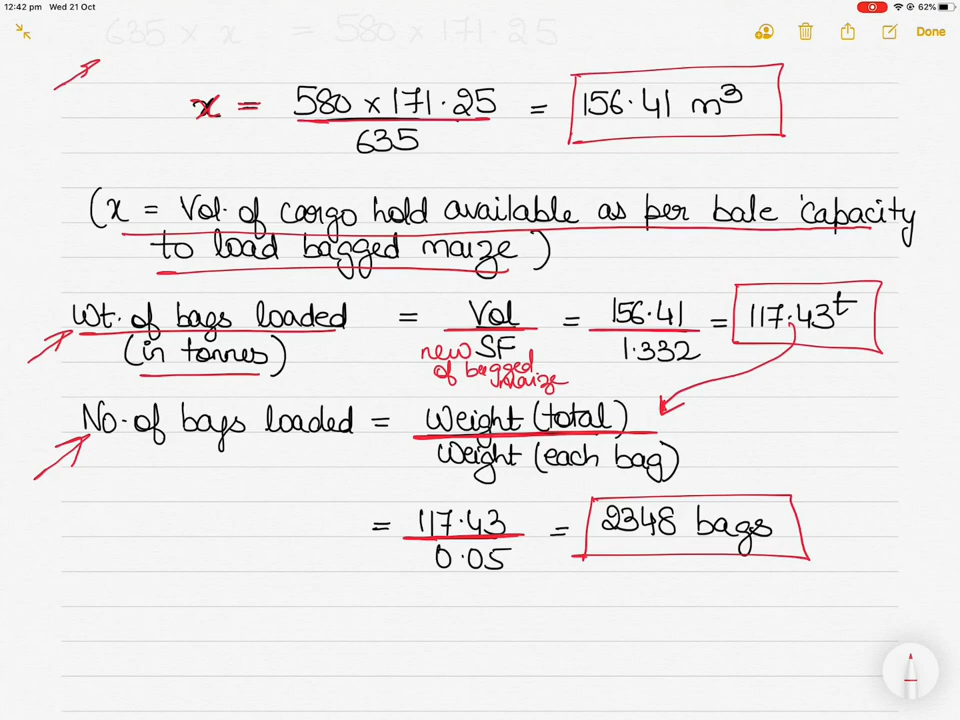 12:42 pm Wed 21 Oct
62%
Done
635 × x = 580 × 171.25
x = 580 × 171.25 / 635 = 156.41 m³
(x = Vol. of cargo hold available as per bale capacity
to load bagged maize)
Wt. of bags loaded = Vol / SF = 156.41 / 1.332 = 117.43t
(in tonnes)
new
of bagged
maize
No. of bags loaded = Weight (total)
Weight (each bag)
= 117.43 / 0.05 = 2348 bags